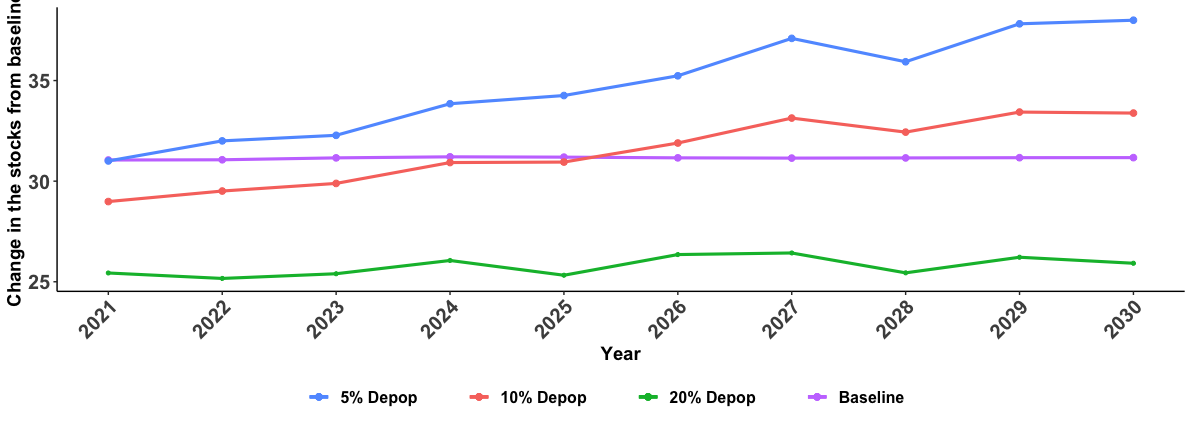 Change in the stocks from baseline
35
30
25
2021 2022 2023 2024 2025 2026 2027 2028 2029 2030
Year
5% Depop 10% Depop 20% Depop Baseline